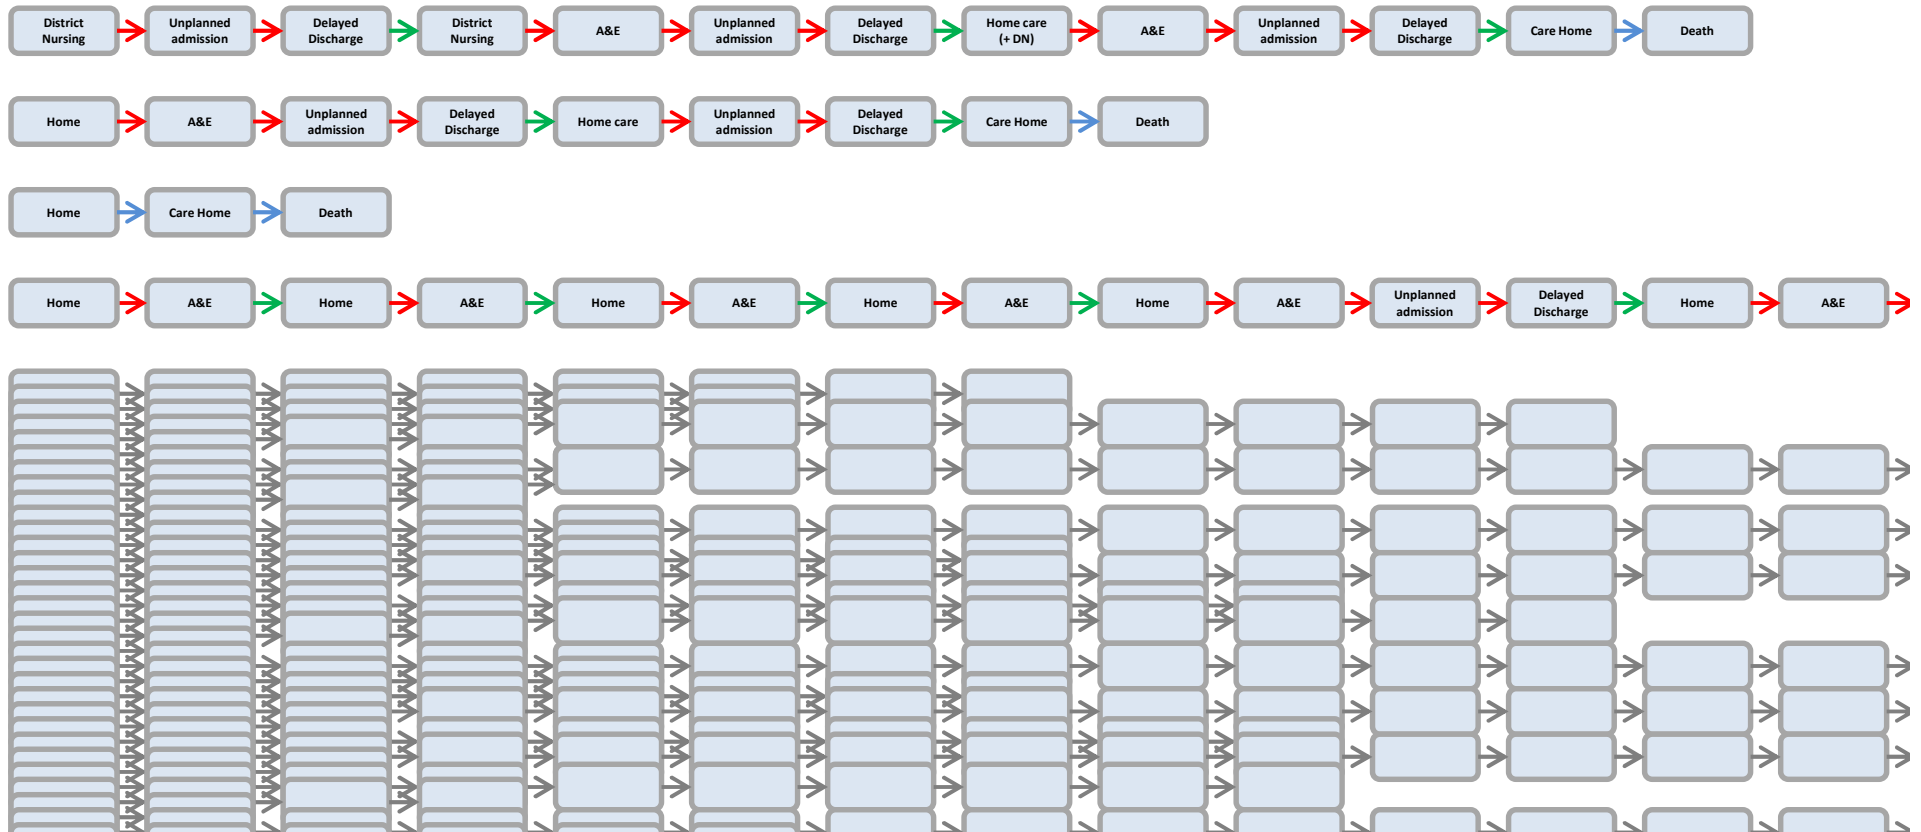 District
Nursing
Unplanned
admission
Delayed
Discharge
District
Nursing
A&E
Unplanned
admission
Delayed
Discharge
Home care
(+ DN)
A&E
Unplanned
admission
Delayed
Discharge
Care Home
Death
Home
A&E
Unplanned
admission
Delayed
Discharge
Home care
Unplanned
admission
Delayed
Discharge
Care Home
Death
Home
Care Home
Death
Home
A&E
Home
A&E
Home
A&E
Home
A&E
Home
A&E
Unplanned
admission
Delayed
Discharge
Home
A&E